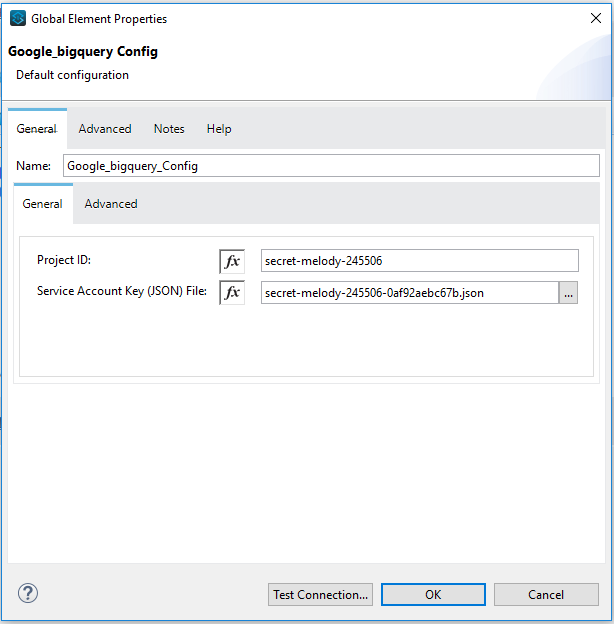 Global Element Properties
Google_bigquery Config
Default configuration
General Advanced Notes Help
Name: Google_bigquery_Config
General Advanced
Project ID: fx secret-melody-245506
Service Account Key (JSON) File: fx secret-melody-245506-0af92aebc67b.json ...
? Test Connection... OK Cancel